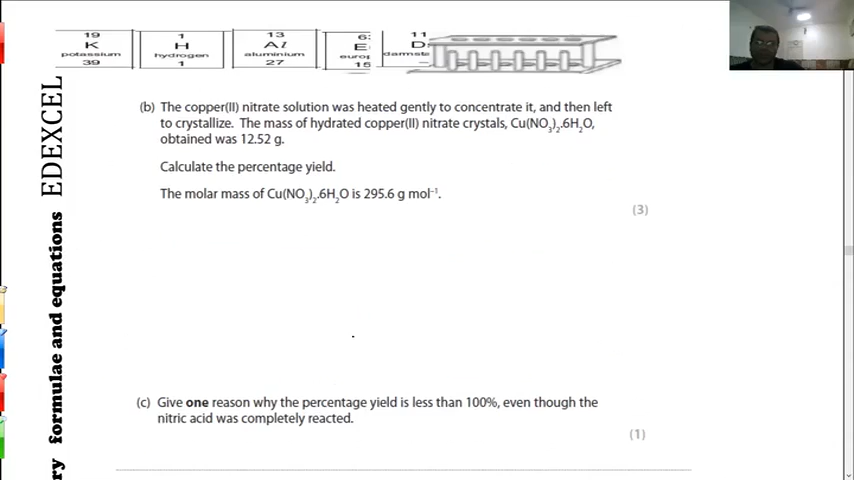 19
K
potassium
39
1
H
hydrogen
1
13
Al
aluminium
27
11
D
(b) The copper(II) nitrate solution was heated gently to concentrate it, and then left
to crystallize. The mass of hydrated copper(II) nitrate crystals, Cu(NO₃)₂.6H₂O,
obtained was 12.52 g.
Calculate the percentage yield.
The molar mass of Cu(NO₃)₂.6H₂O is 295.6 g mol⁻¹.
(3)
(c) Give one reason why the percentage yield is less than 100%, even though the
nitric acid was completely reacted.
(1)
formulae and equations EDEXCEL